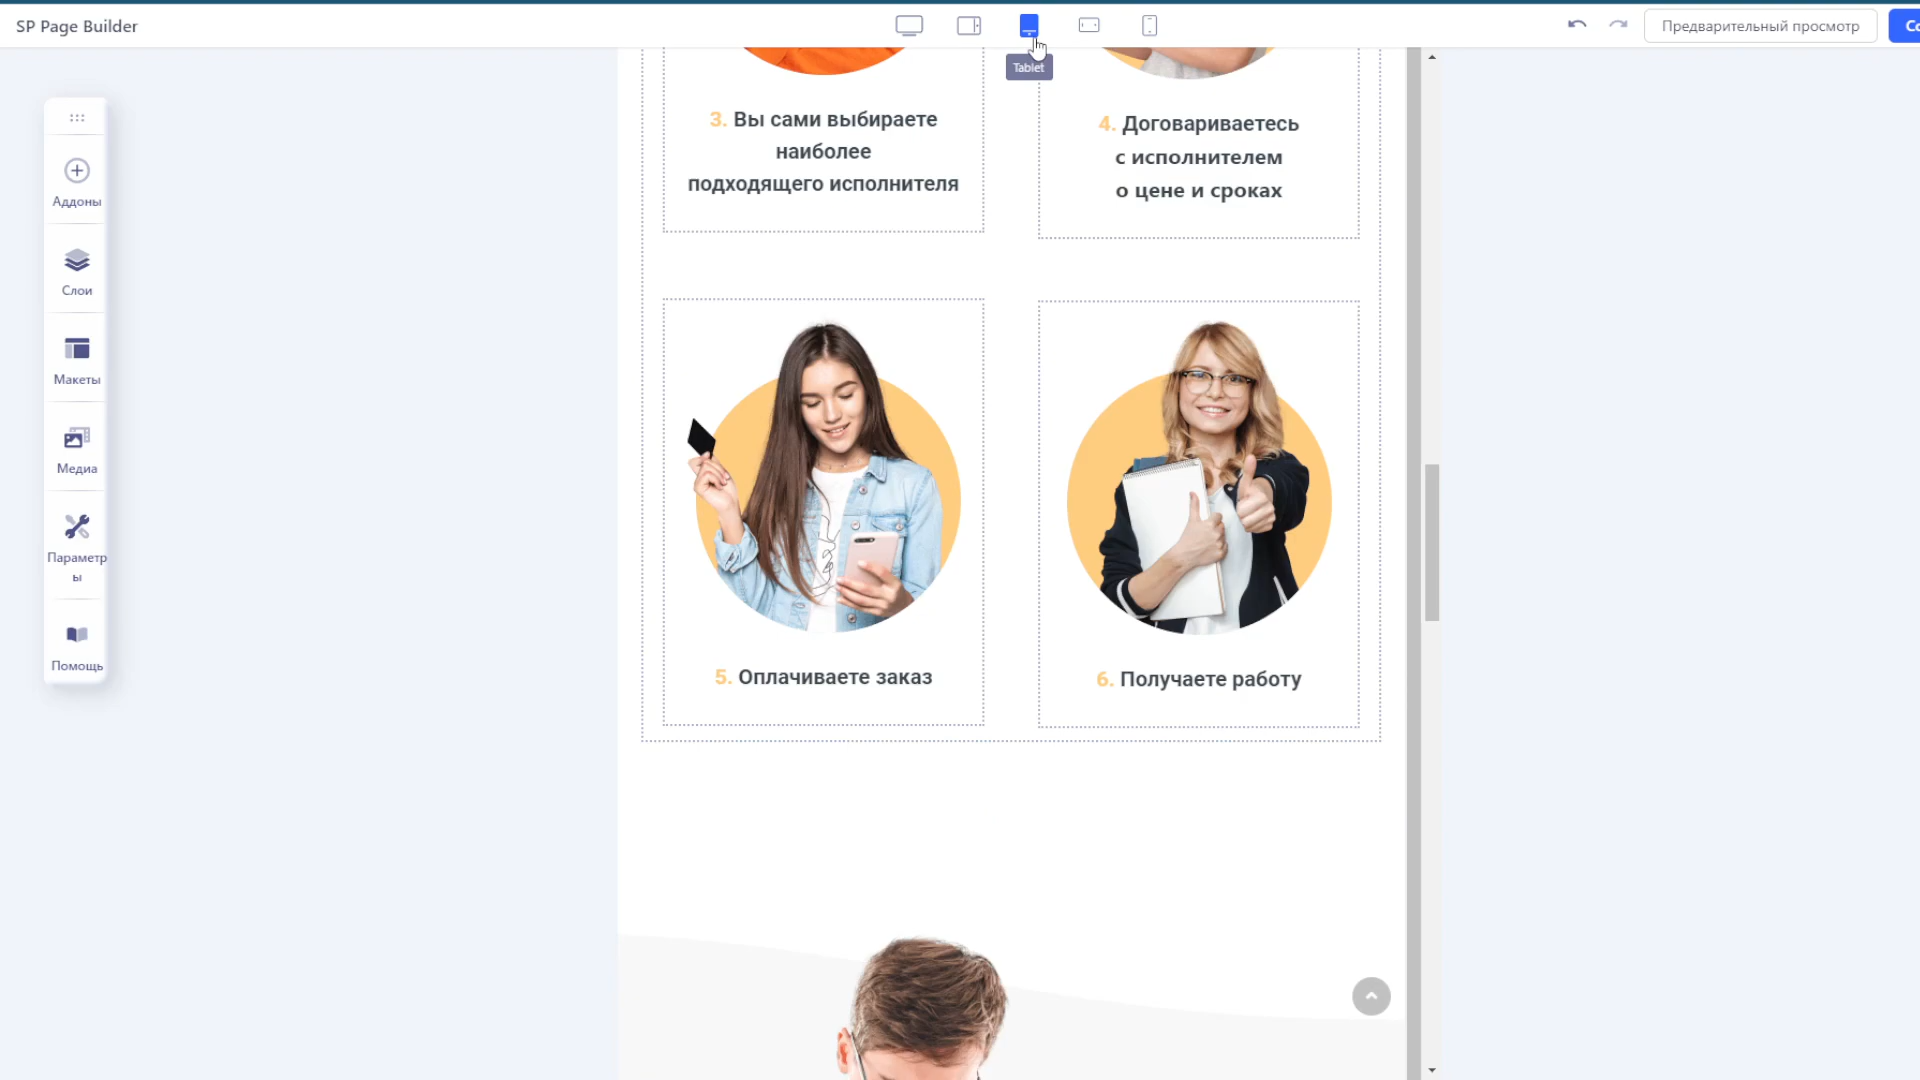 SP Page Builder
Предварительный просмотр
Со
Tablet
Аддоны
Слои
Макеты
Медиа
Параметр
ы
Помощь
3. Вы сами выбираете
наиболее
подходящего исполнителя
4. Договариваетесь
с исполнителем
о цене и сроках
5. Оплачиваете заказ
6. Получаете работу